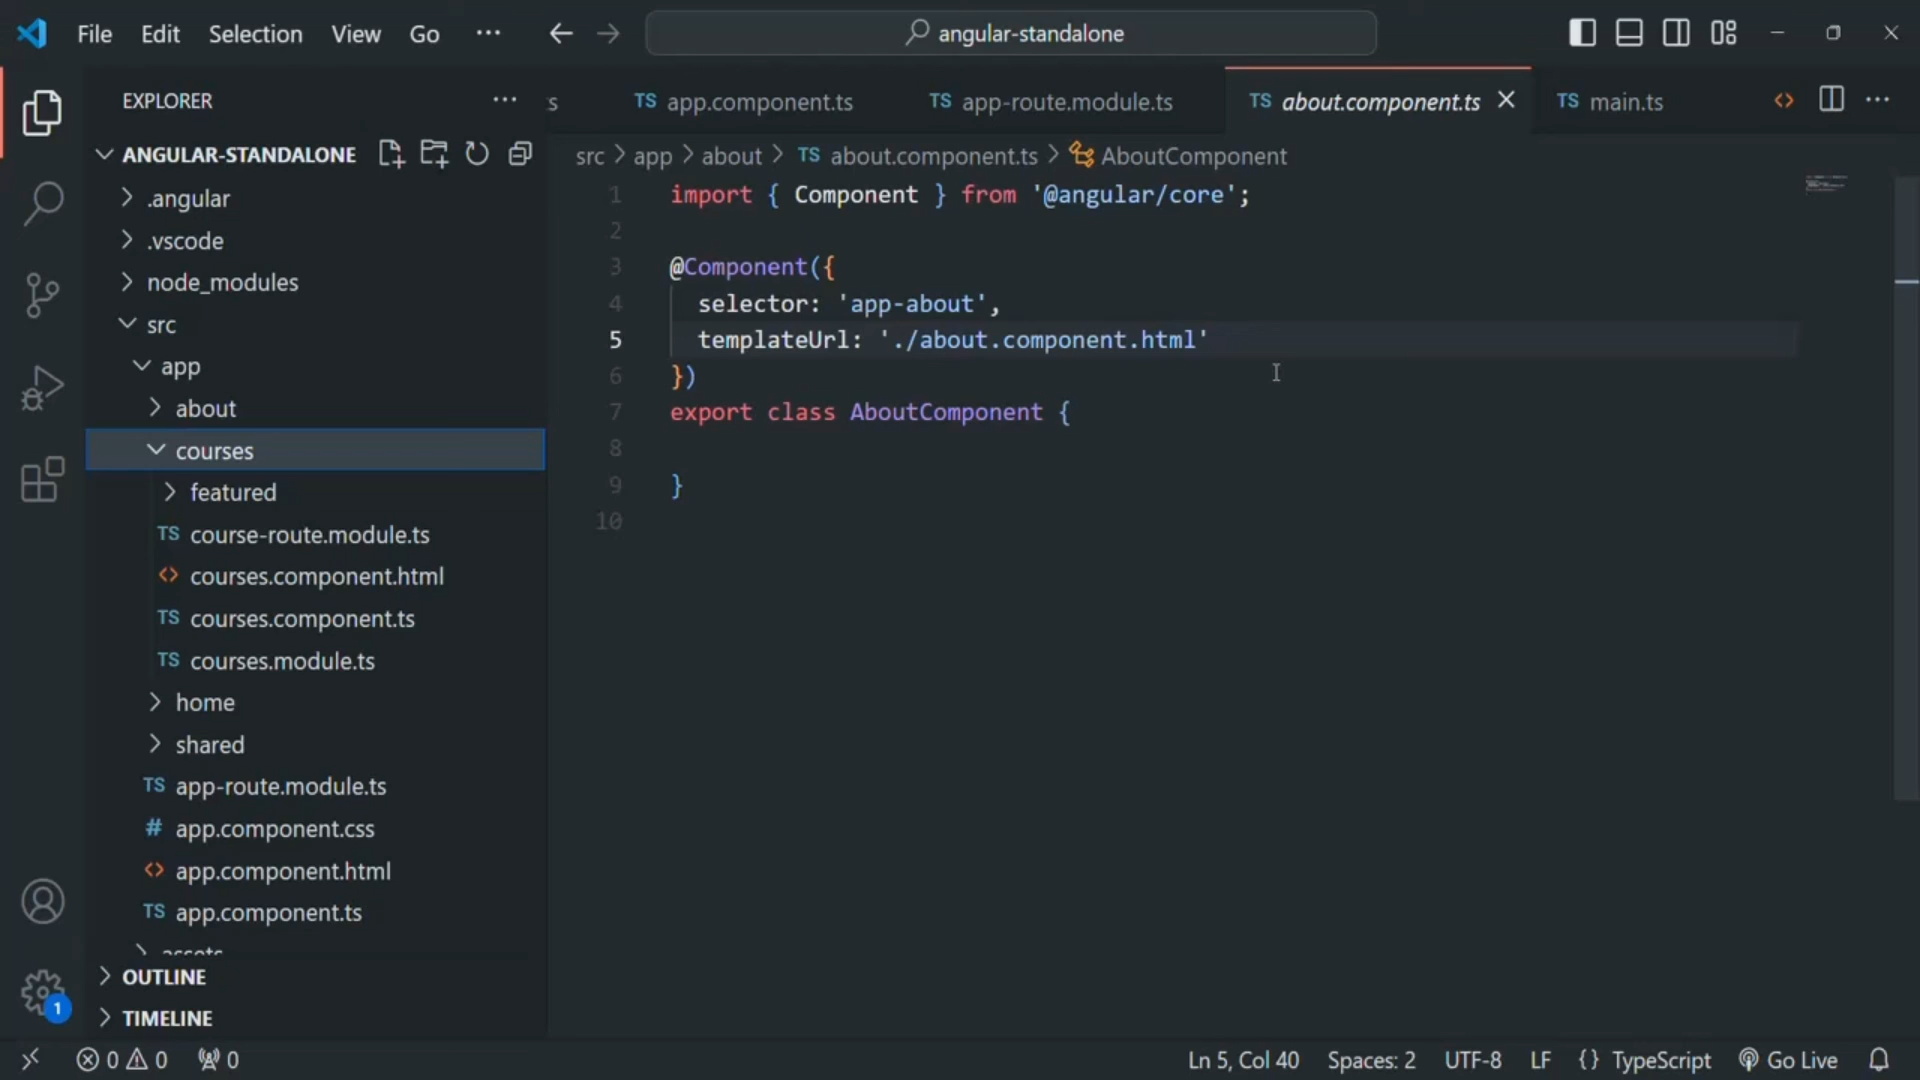 File Edit Selection View Go ··· angular-standalone
EXPLORER ···
s TS app.component.ts TS app-route.module.ts TS about.component.ts TS main.ts
ANGULAR-STANDALONE
src > app > about > TS about.component.ts > AboutComponent
.angular
.vscode
node_modules
src
app
about
courses
featured
TS course-route.module.ts
<> courses.component.html
TS courses.component.ts
TS courses.module.ts
home
shared
TS app-route.module.ts
# app.component.css
<> app.component.html
TS app.component.ts
assets
OUTLINE
TIMELINE
1
1 import { Component } from '@angular/core';
2
3 @Component({
4 selector: 'app-about',
5 templateUrl: './about.component.html'
6 })
7 export class AboutComponent {
8
9 }
10
0 0 0 Ln 5, Col 40 Spaces: 2 UTF-8 LF {} TypeScript Go Live